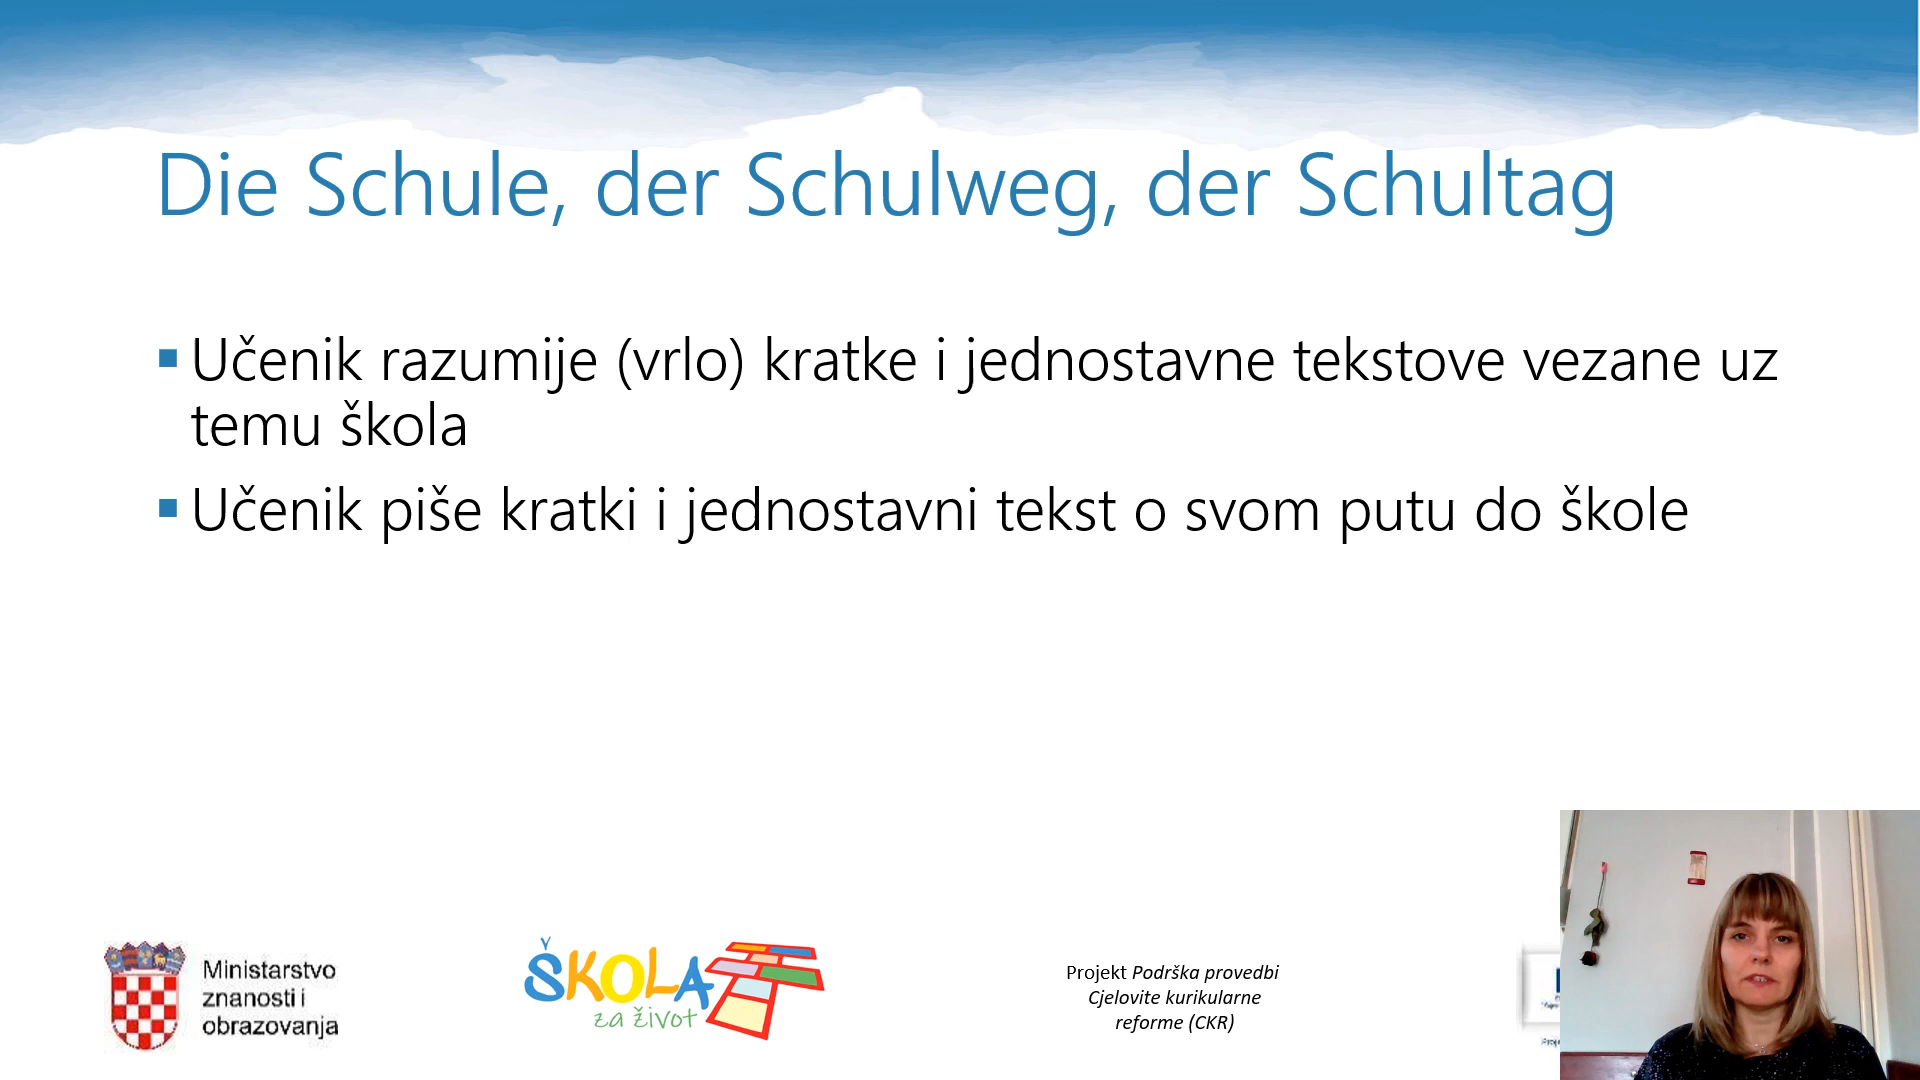 Die Schule, der Schulweg, der Schultag
Učenik razumije (vrlo) kratke i jednostavne tekstove vezane uz
temu škola
Učenik piše kratki i jednostavni tekst o svom putu do škole
Ministarstvo
znanosti i
obrazovanja
ŠKOLA
za život
Projekt Podrška provedbi
Cjelovite kurikularne
reforme (CKR)